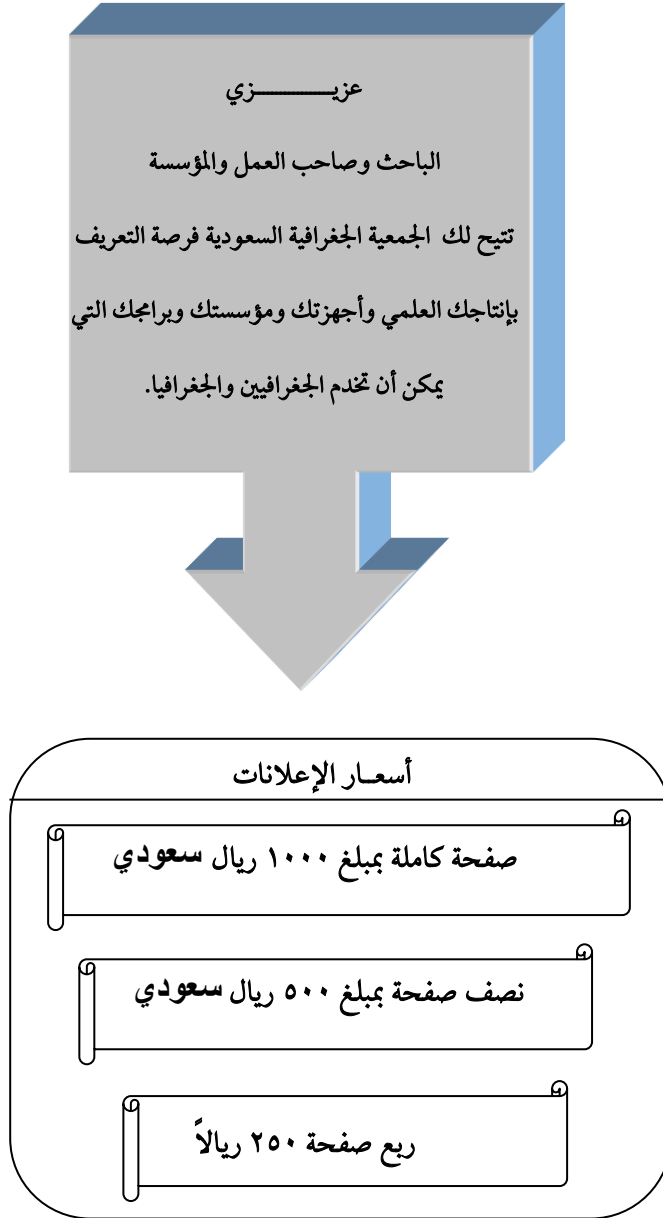 عزيـــــــــزي
الباحث وصاحب العمل والمؤسسة
تتيح لك الجمعية الجغرافية السعودية فرصة التعريف
بإنتاجك العلمي وأجهزتك ومؤسستك وبرامجك التي
يمكن أن تخدم الجغرافيين والجغرافيا.
أسعــار الإعلانات
صفحة كاملة بمبلغ ١٠٠٠ ريال سعودي
نصف صفحة بمبلغ ٥٠٠ ريال سعودي
ربع صفحة ٢٥٠ ريالاً